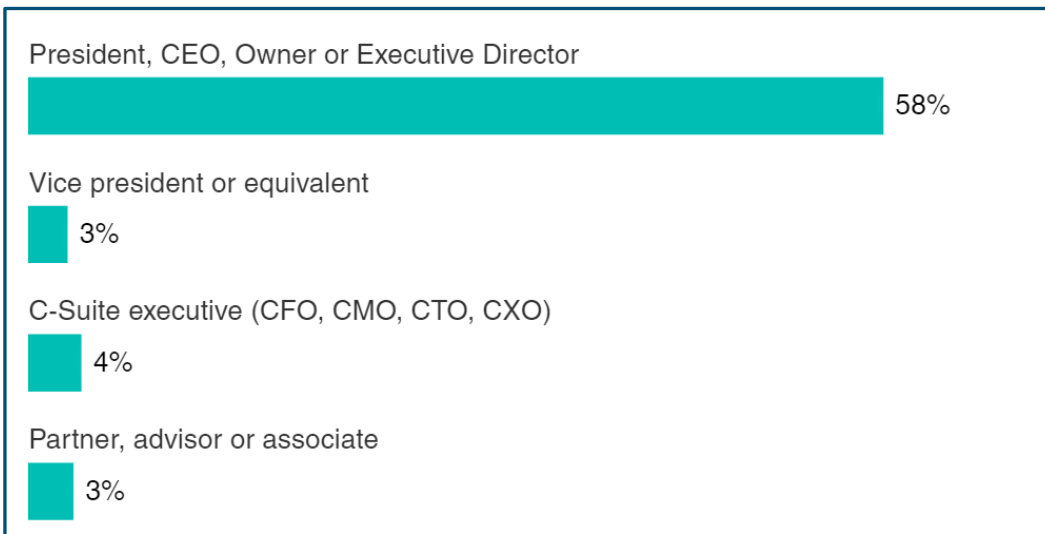 President, CEO, Owner or Executive Director
58%
Vice president or equivalent
3%
C-Suite executive (CFO, CMO, CTO, CXO)
4%
Partner, advisor or associate
3%